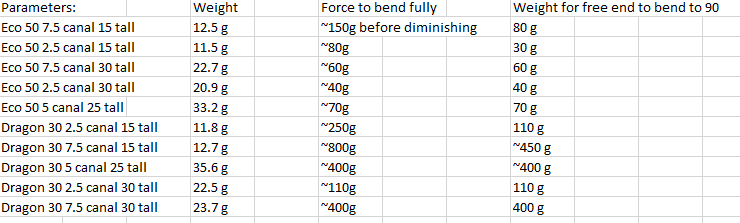 Parameters: Weight Force to bend fully Weight for free end to bend to 90
Eco 50 7.5 canal 15 tall 12.5 g ~150g before diminishing 80 g
Eco 50 2.5 canal 15 tall 11.5 g ~80g 30 g
Eco 50 7.5 canal 30 tall 22.7 g ~60g 60 g
Eco 50 2.5 canal 30 tall 20.9 g ~40g 40 g
Eco 50 5 canal 25 tall 33.2 g ~70g 70 g
Dragon 30 2.5 canal 15 tall 11.8 g ~250g 110 g
Dragon 30 7.5 canal 15 tall 12.7 g ~800g ~450 g
Dragon 30 5 canal 25 tall 35.6 g ~400g ~400 g
Dragon 30 2.5 canal 30 tall 22.5 g ~110g 110 g
Dragon 30 7.5 canal 30 tall 23.7 g ~400g 400 g